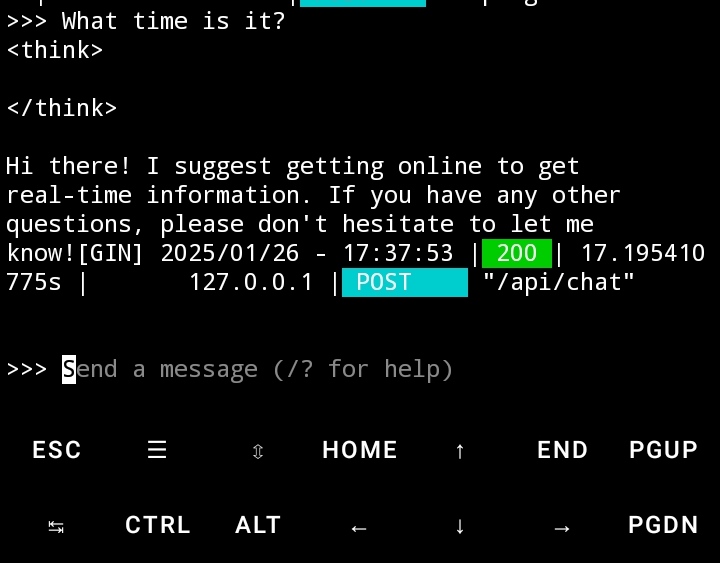 >>> What time is it?
<think>
</think>
Hi there! I suggest getting online to get
real-time information. If you have any other
questions, please don't hesitate to let me
know![GIN] 2025/01/26 - 17:37:53 | 200 | 17.195410
775s | 127.0.0.1 | POST "/api/chat"
>>> Send a message (/? for help)
ESC ☰ ⇳ HOME ↑ END PGUP
↹ CTRL ALT ← ↓ → PGDN